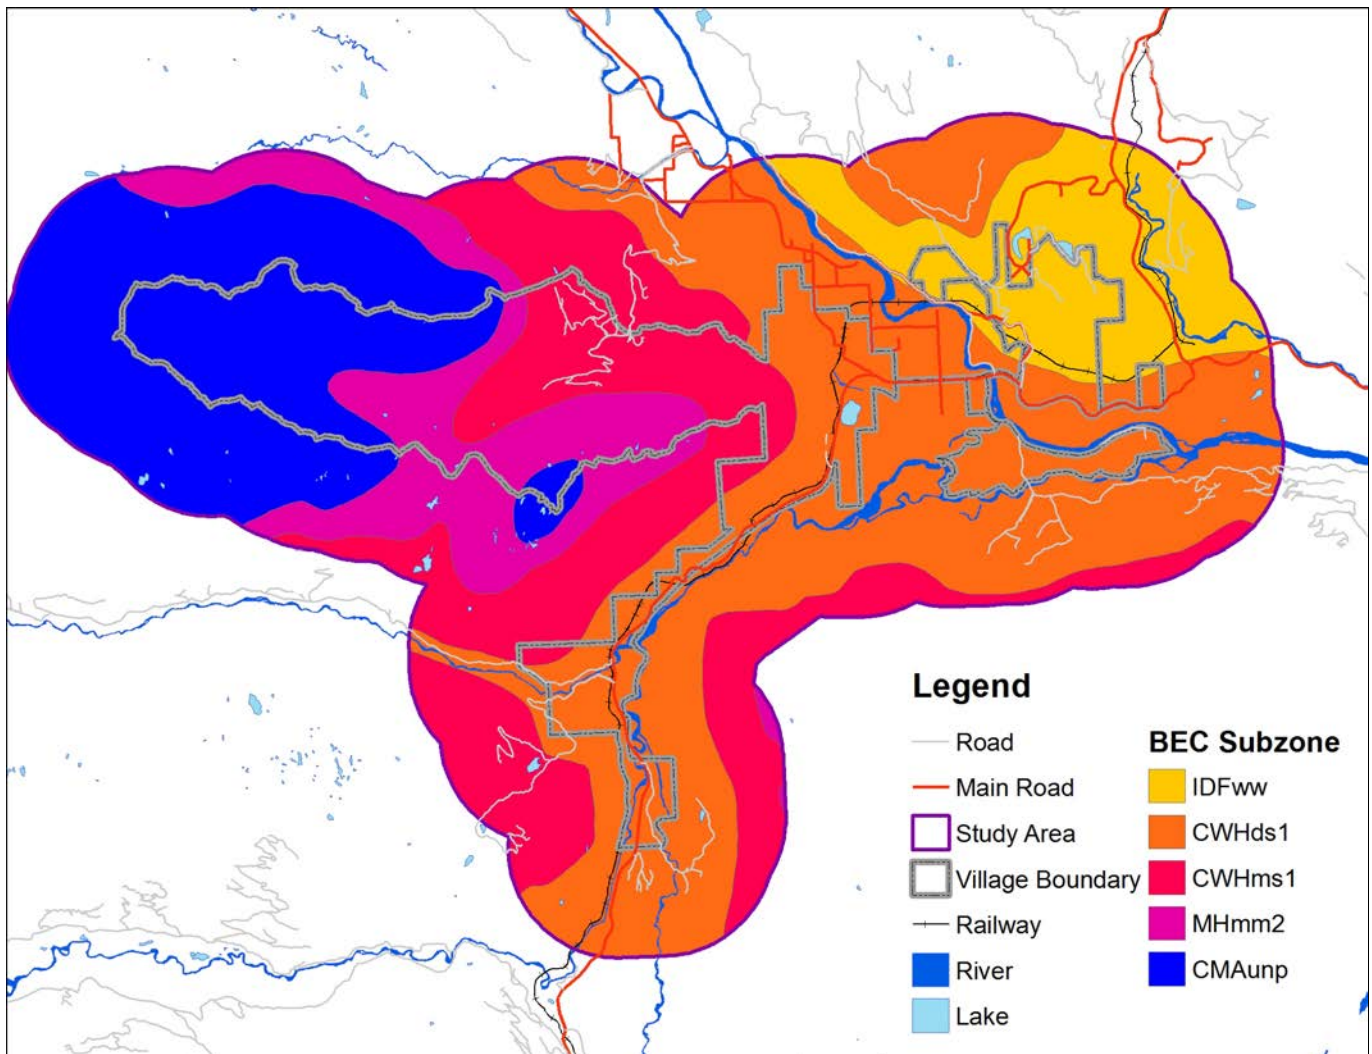 Legend
Road
Main Road
Study Area
Village Boundary
Railway
River
Lake
BEC Subzone
IDFww
CWHds1
CWHms1
MHmm2
CMAunp